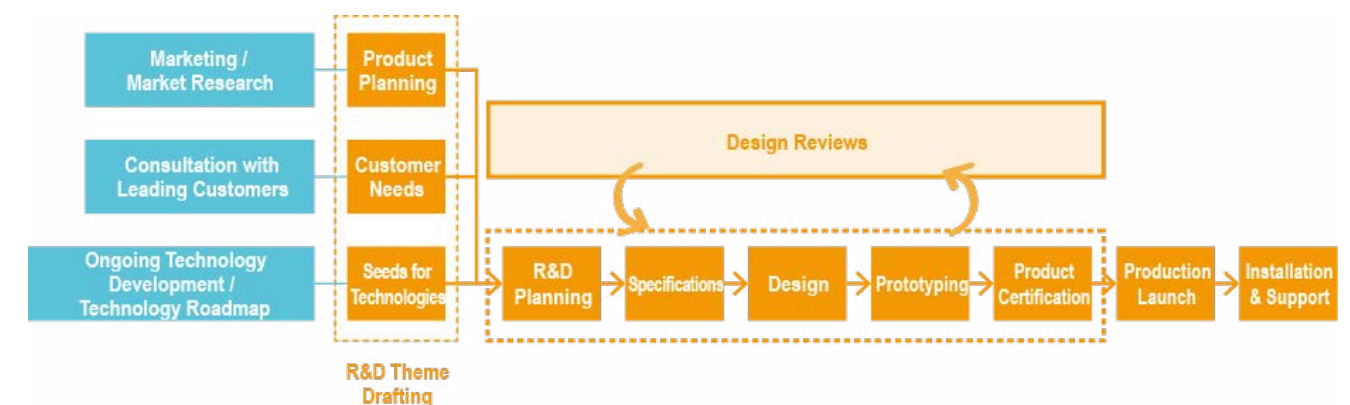 Marketing /
Market Research
Product
Planning
Design Reviews
Consultation with
Leading Customers
Customer
Needs
Ongoing Technology
Development /
Technology Roadmap
Seeds for
Technologies
R&D
Planning
Specifications
Design
Prototyping
Product
Certification
Production
Launch
Installation
& Support
R&D Theme
Drafting